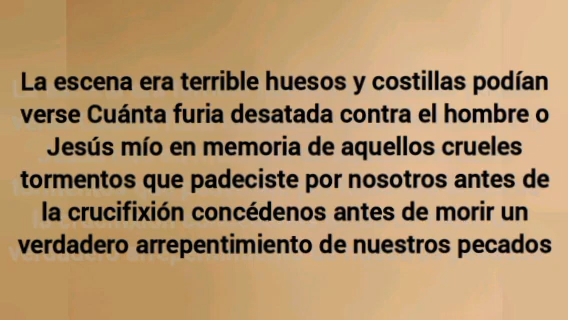 La escena era terrible huesos y costillas podían
verse Cuánta furia desatada contra el hombre o
Jesús mío en memoria de aquellos crueles
tormentos que padeciste por nosotros antes de
la crucifixión concédenos antes de morir un
verdadero arrepentimiento de nuestros pecados